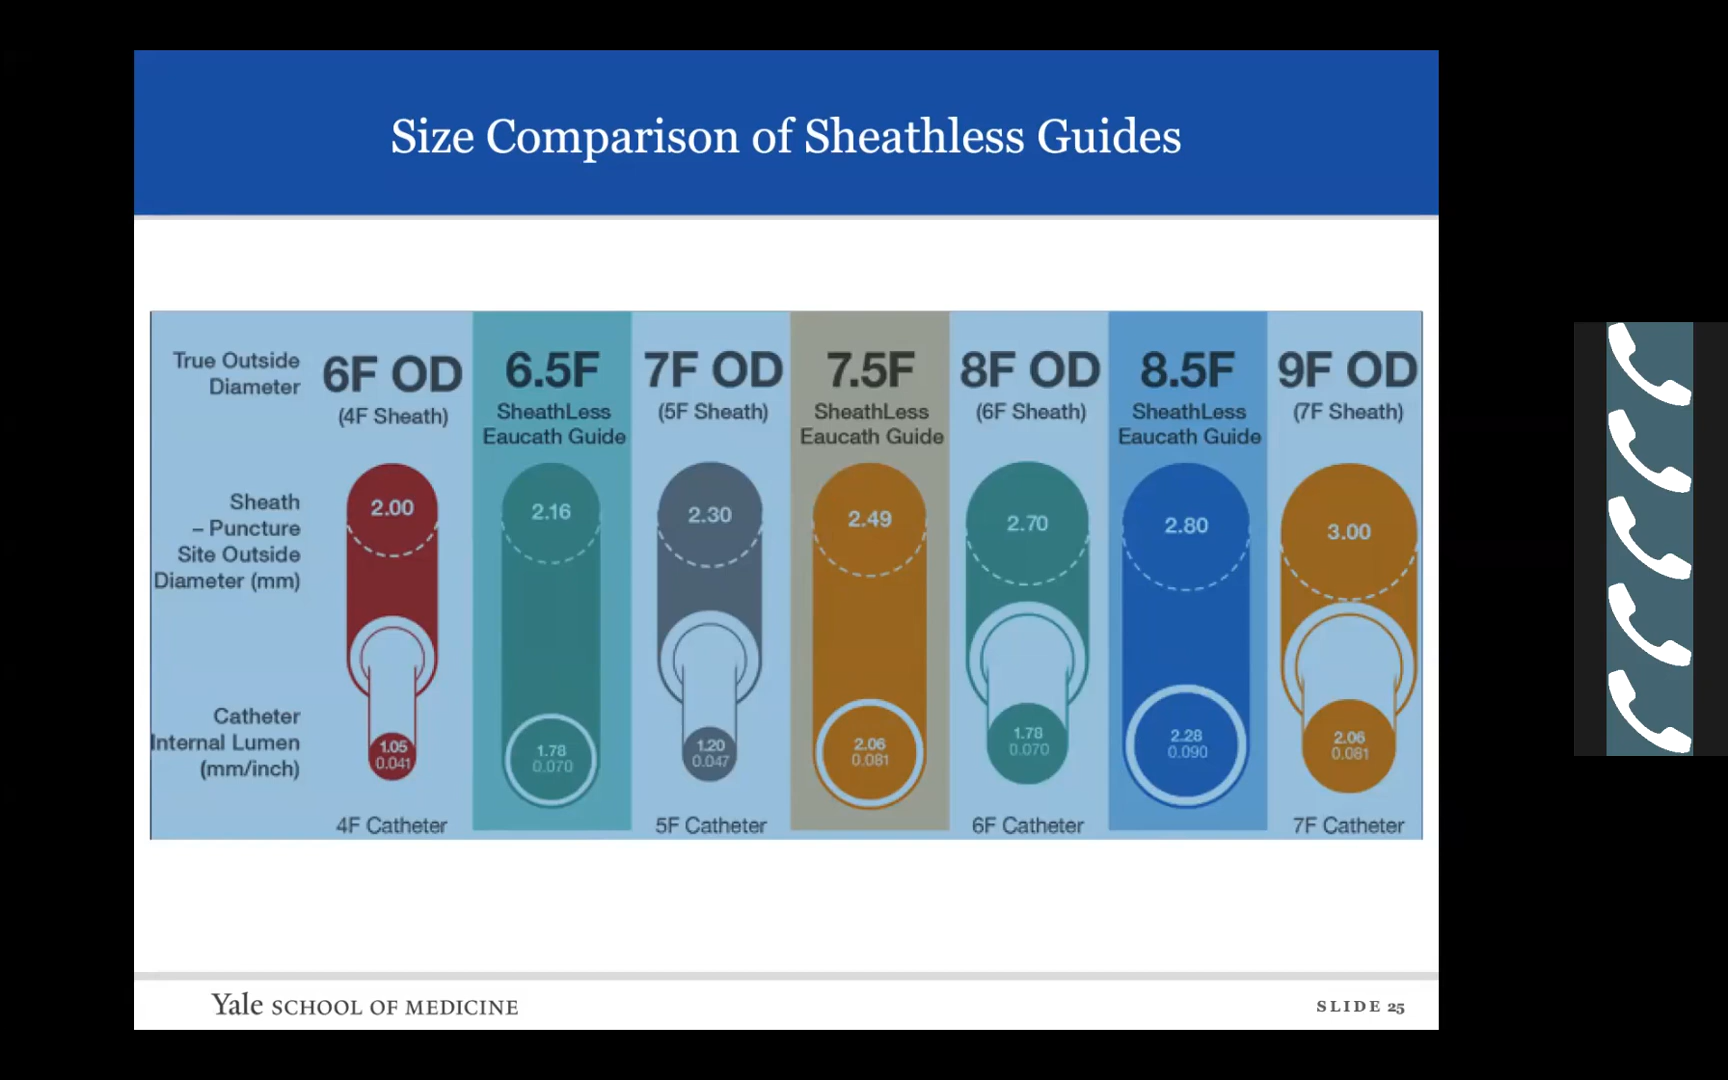 Size Comparison of Sheathless Guides
True Outside
Diameter
6F OD
(4F Sheath)
6.5F
SheathLess
Eaucath Guide
7F OD
(5F Sheath)
7.5F
SheathLess
Eaucath Guide
8F OD
(6F Sheath)
8.5F
SheathLess
Eaucath Guide
9F OD
(7F Sheath)
Sheath
– Puncture
Site Outside
Diameter (mm)
2.00
2.16
2.30
2.49
2.70
2.80
3.00
Catheter
Internal Lumen
(mm/inch)
1.05
0.041
1.78
0.070
1.20
0.047
2.06
0.081
1.78
0.070
2.28
0.090
2.06
0.081
4F Catheter
5F Catheter
6F Catheter
7F Catheter
Yale SCHOOL OF MEDICINE
SLIDE 25